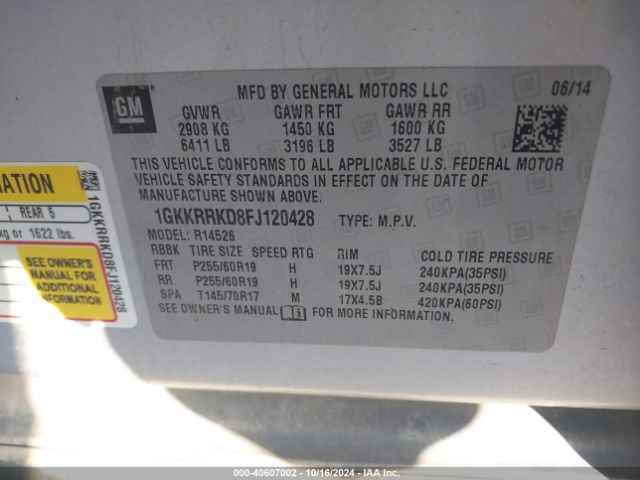 GM
MFD BY GENERAL MOTORS LLC 06/14
GVWR GAWR FRT GAWR RR
2908 KG 1450 KG 1600 KG
6411 LB 3196 LB 3527 LB
THIS VEHICLE CONFORMS TO ALL APPLICABLE U.S. FEDERAL MOTOR
VEHICLE SAFETY STANDARDS IN EFFECT ON THE DATE OF
MANUFACTURE SHOWN ABOVE.
1GKKRRKD8FJ120428 TYPE: M.P.V.
MODEL: R14526
RBBK TIRE SIZE SPEED RTG RIM COLD TIRE PRESSURE
FRT P255/60R19 H 19X7.5J 240KPA(35PSI)
RR P255/60R19 H 19X7.5J 240KPA(35PSI)
SPA T145/70R17 M 17X4.5B 420KPA(60PSI)
SEE OWNER'S MANUAL FOR MORE INFORMATION.
REAR 5
kg or 1622 lbs.
SEE OWNER'S
MANUAL FOR
ADDITIONAL
INFORMATION
1GKKRRKD8FJ120428
000-40607002 - 10/16/2024 - IAA Inc.